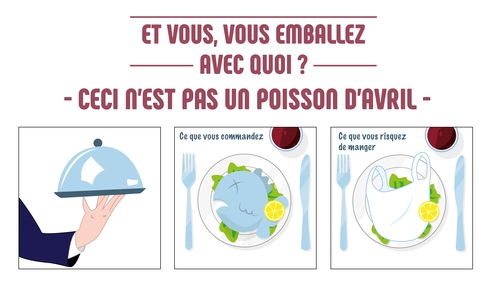 ET VOUS, VOUS EMBALLEZ
AVEC QUOI ?
- CECI N'EST PAS UN POISSON D'AVRIL -
Ce que vous commandez
Ce que vous risquez
de manger